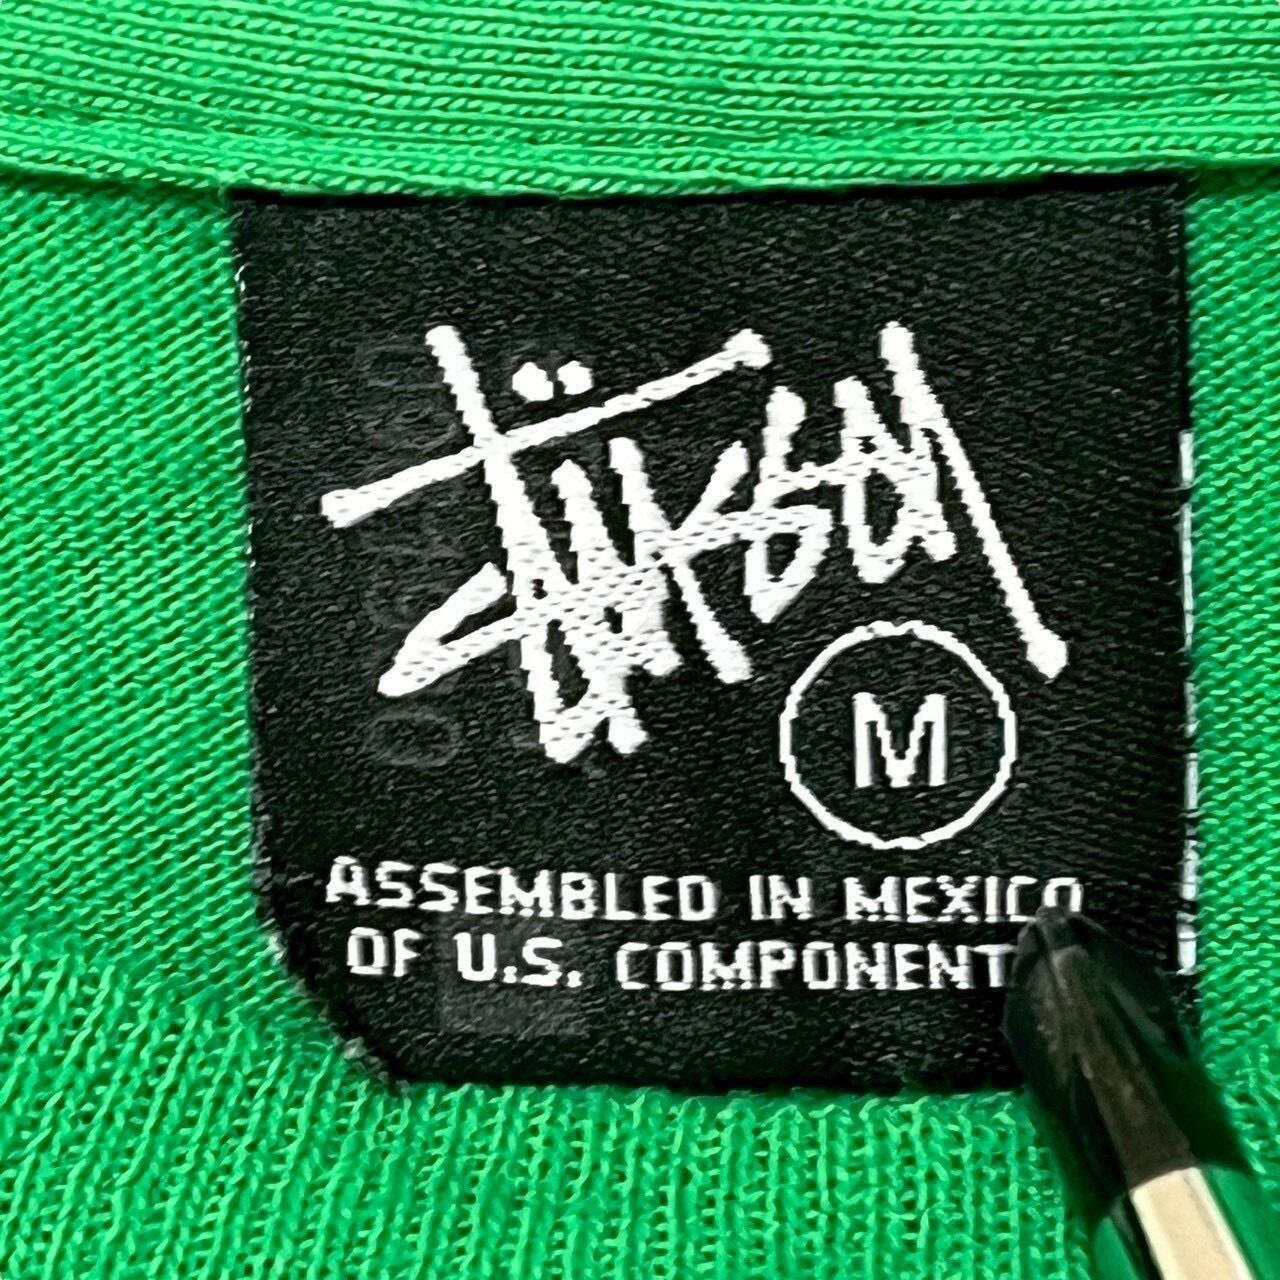 Stüssy
M
ASSEMBLED IN MEXICO
OF U.S. COMPONENT